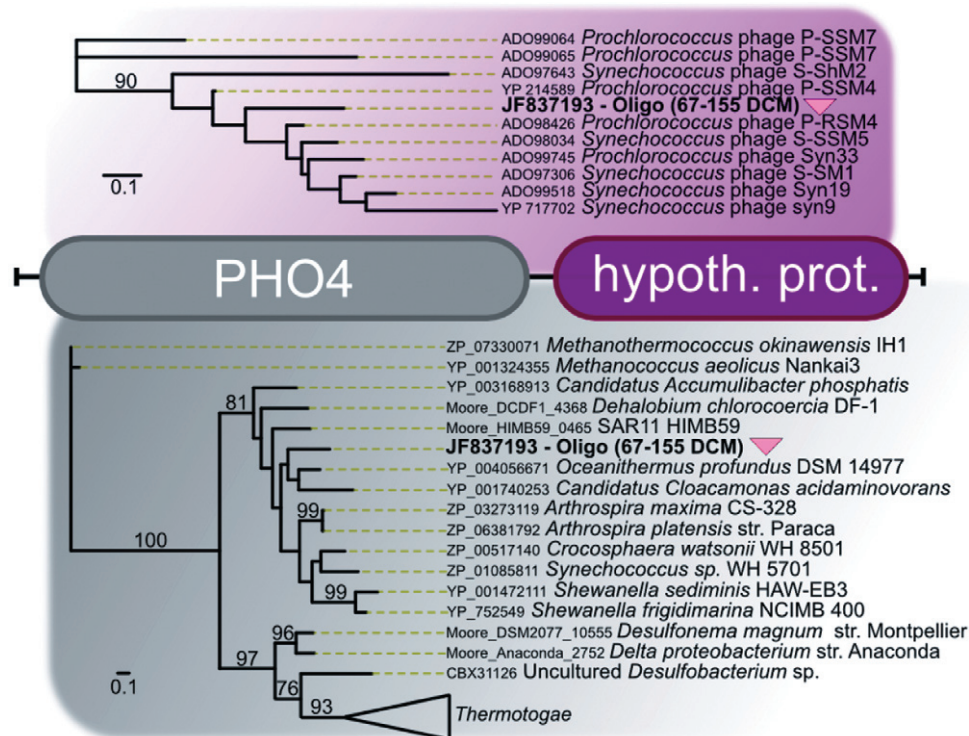 ADO99064 Prochlorococcus phage P-SSM7
ADO99065 Prochlorococcus phage P-SSM7
90
ADO97643 Synechococcus phage S-ShM2
YP 214589 Prochlorococcus phage P-SSM4
JF837193 - Oligo (67-155 DCM)
ADO98426 Prochlorococcus phage P-RSM4
ADO98034 Synechococcus phage S-SSM5
ADO99745 Prochlorococcus phage Syn33
ADO97306 Synechococcus phage S-SM1
ADO99518 Synechococcus phage Syn19
YP 717702 Synechococcus phage syn9
0.1
PHO4
hypoth. prot.
ZP_07330071 Methanothermococcus okinawensis IH1
YP_001324355 Methanococcus aeolicus Nankai3
YP_003168913 Candidatus Accumulibacter phosphatis
81
Moore_DCDF1_4368 Dehalobium chlorocoercia DF-1
Moore_HIMB59_0465 SAR11 HIMB59
JF837193 - Oligo (67-155 DCM)
YP_004056671 Oceanithermus profundus DSM 14977
YP_001740253 Candidatus Cloacamonas acidaminovorans
99
ZP_03273119 Arthrospira maxima CS-328
ZP_06381792 Arthrospira platensis str. Paraca
100
ZP_00517140 Crocosphaera watsonii WH 8501
ZP_01085811 Synechococcus sp. WH 5701
99
YP_001472111 Shewanella sediminis HAW-EB3
YP_752549 Shewanella frigidimarina NCIMB 400
96
Moore_DSM2077_10555 Desulfonema magnum str. Montpellier
97
Moore_Anaconda_2752 Delta proteobacterium str. Anaconda
0.1
76
CBX31126 Uncultured Desulfobacterium sp.
93
Thermotogae